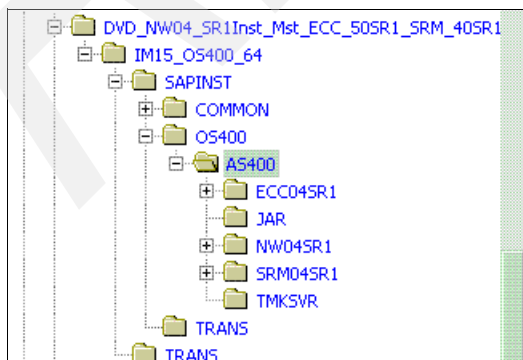 DVD_NW04_SR1Inst_Mst_ECC_50SR1_SRM_40SR1
IM15_OS400_64
SAPINST
COMMON
OS400
AS400
ECC04SR1
JAR
NW04SR1
SRM04SR1
TMKSVR
TRANS
TRANS